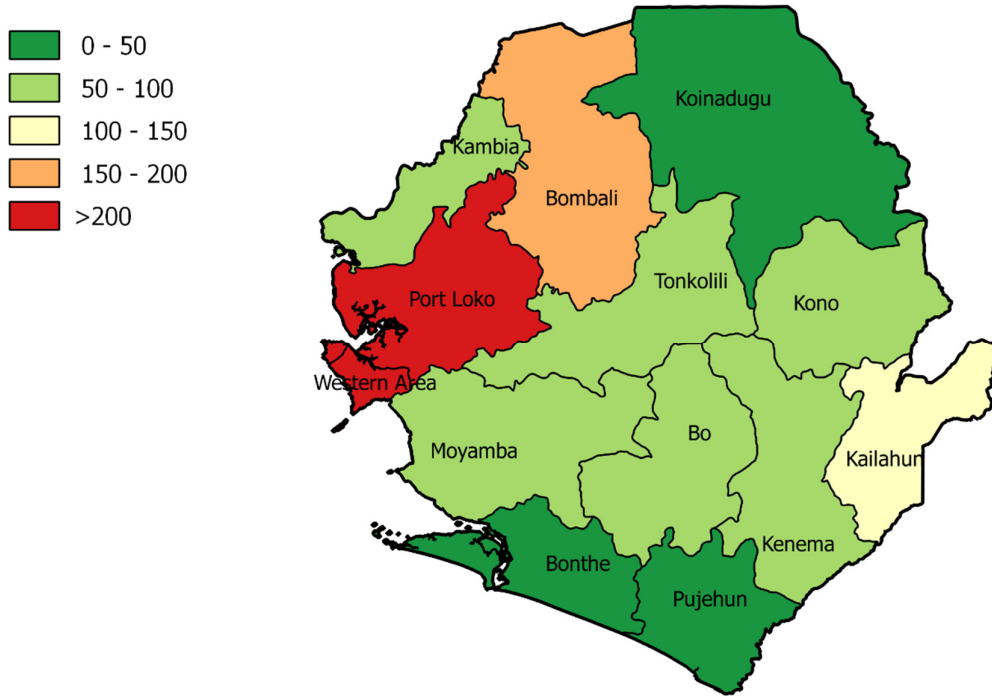 0 - 50
50 - 100
100 - 150
150 - 200
>200
Koinadugu
Kambia
Bombali
Tonkolili
Port Loko
Kono
Western Area
Bo
Moyamba
Kailahun
Kenema
Bonthe
Pujehun